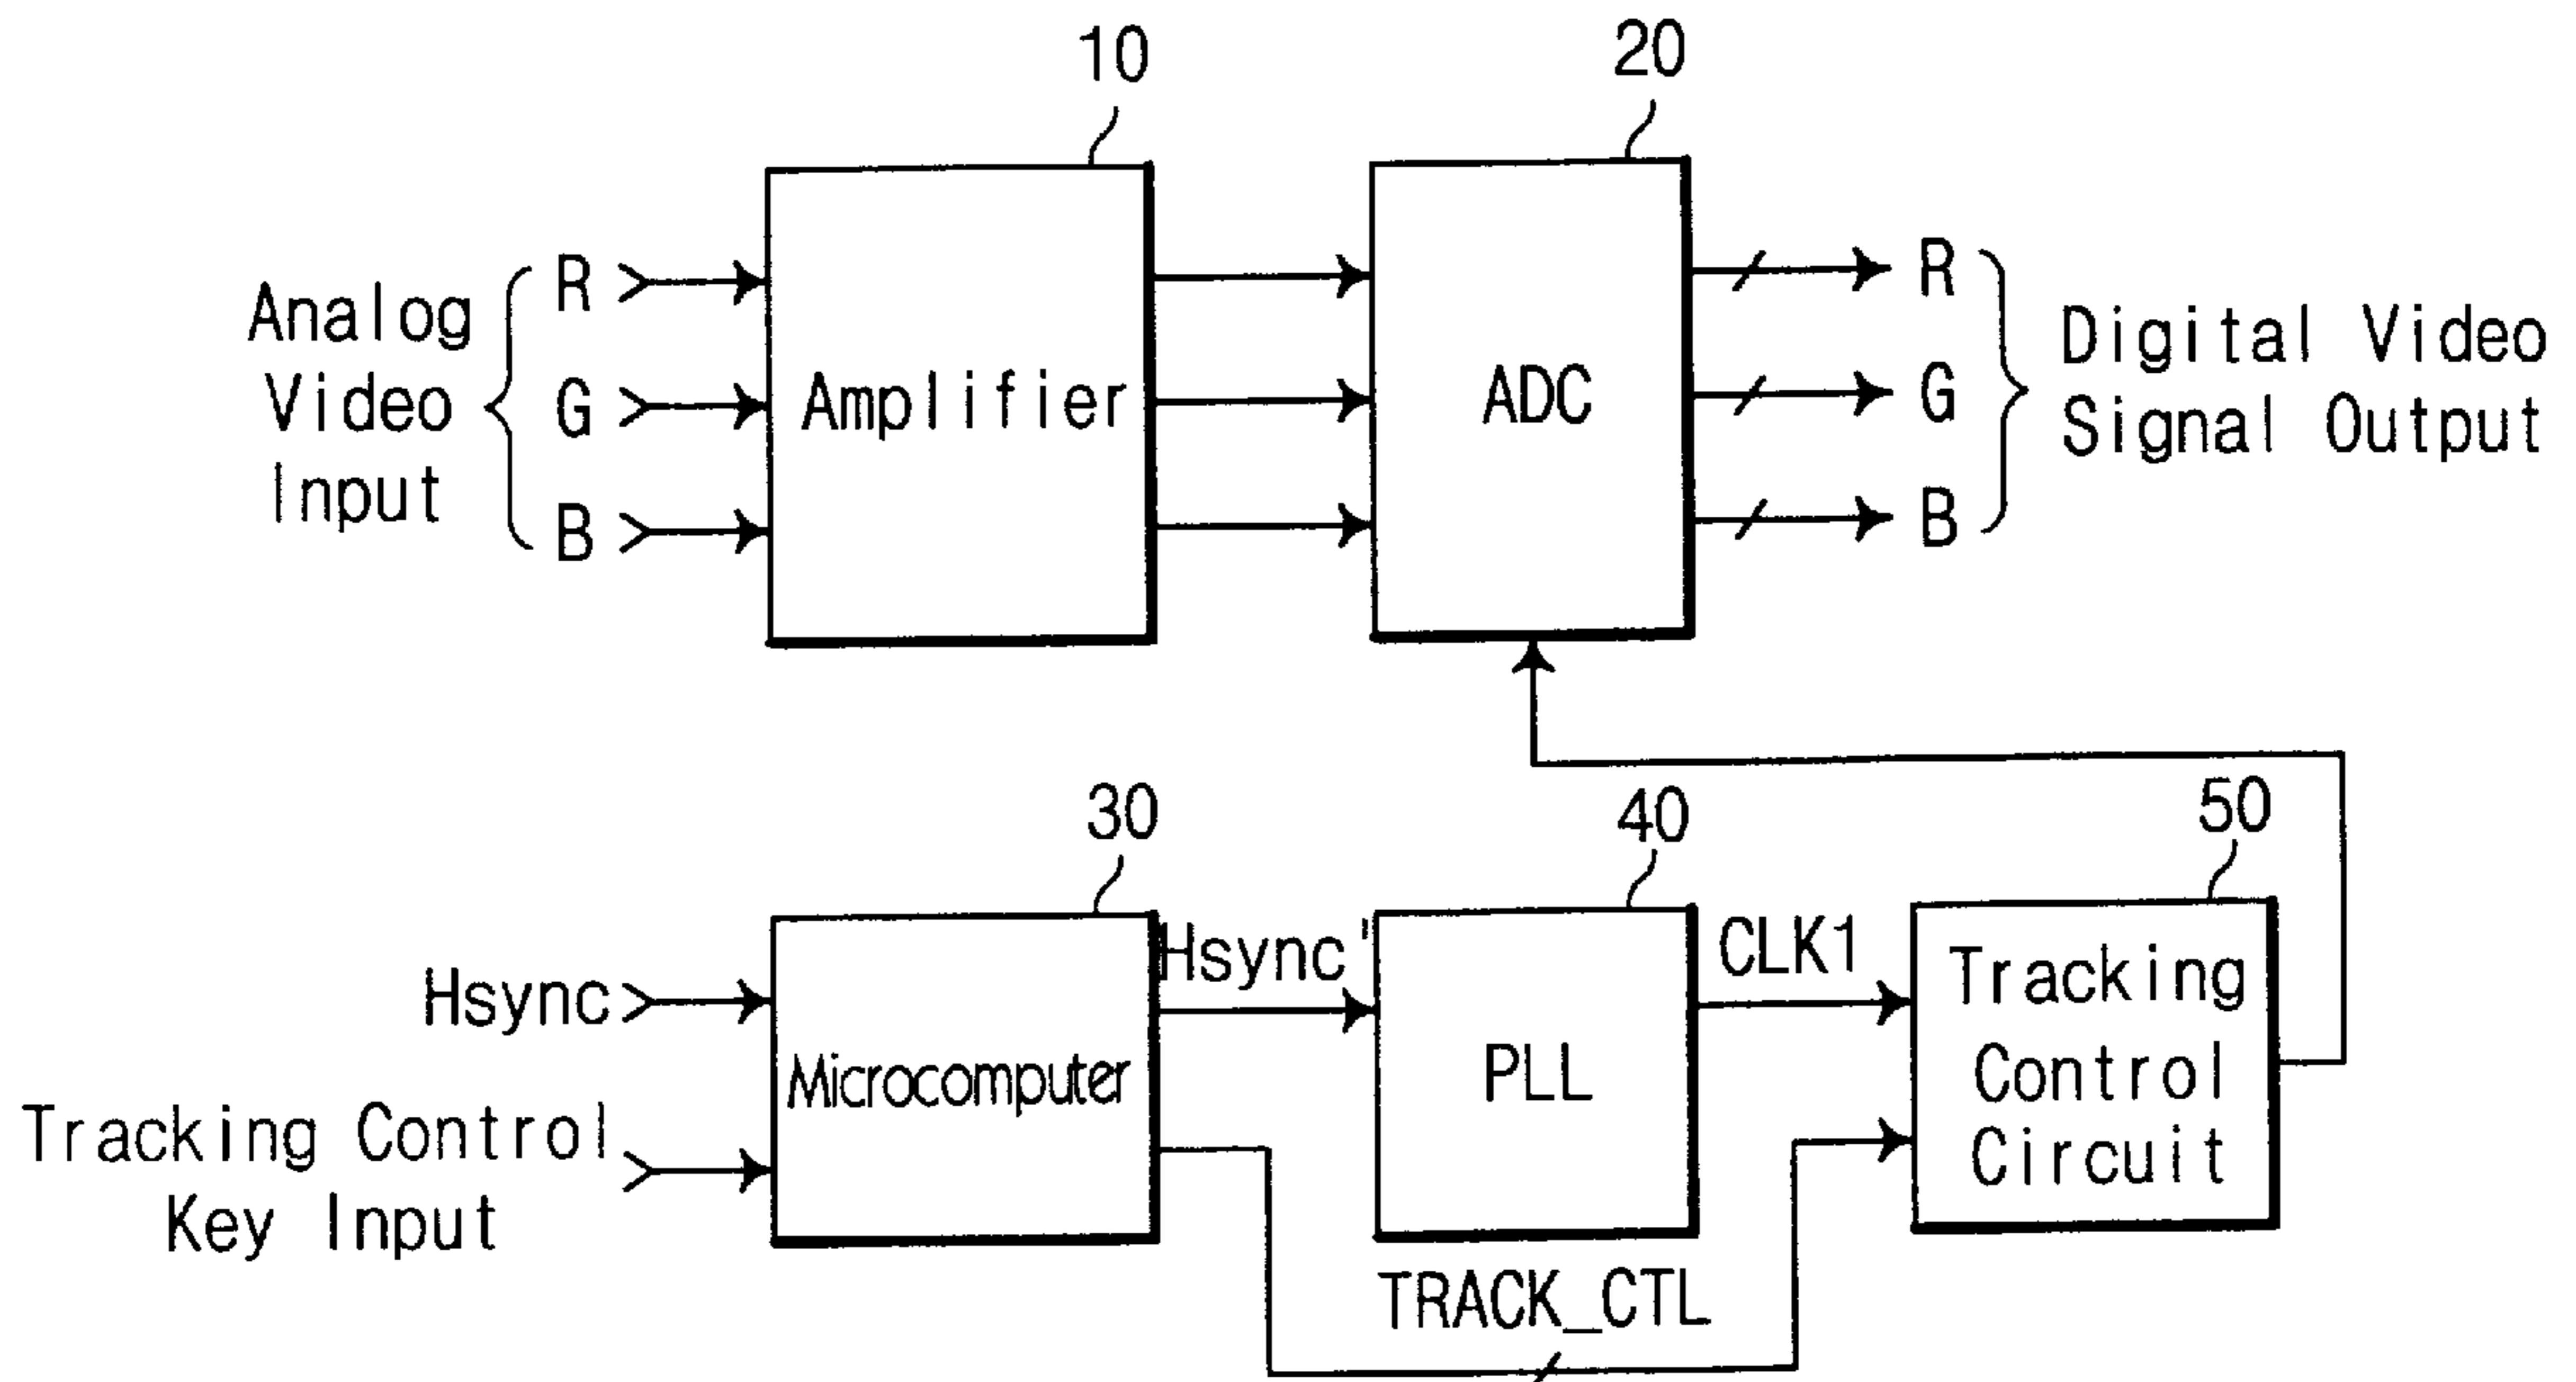 10
20
Analog
Video
Input
R
G
B
Amplifier
ADC
R
G
B
Digital Video
Signal Output
30
40
50
Hsync
Tracking Control
Key Input
Microcomputer
Hsync'
PLL
CLK1
Tracking
Control
Circuit
TRACK_CTL